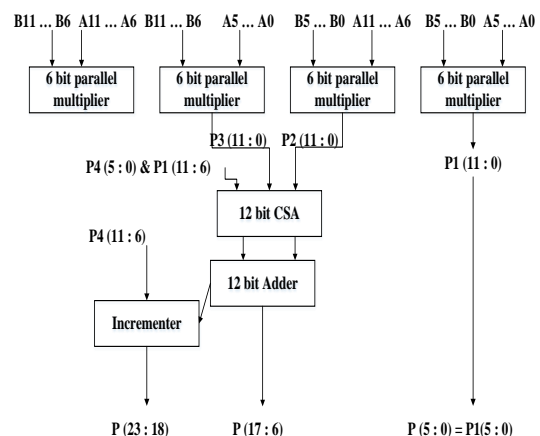 B11 ... B6 A11 ... A6 B11 ... B6 A5 ... A0 B5 ... B0 A11 ... A6 B5 ... B0 A5 ... A0
6 bit parallel multiplier
6 bit parallel multiplier
6 bit parallel multiplier
6 bit parallel multiplier
P3 (11 : 0) P2 (11 : 0)
P4 (5 : 0) & P1 (11 : 6)
P1 (11 : 0)
12 bit CSA
P4 (11 : 6)
12 bit Adder
Incrementer
P (23 : 18) P (17 : 6) P (5 : 0) = P1(5 : 0)